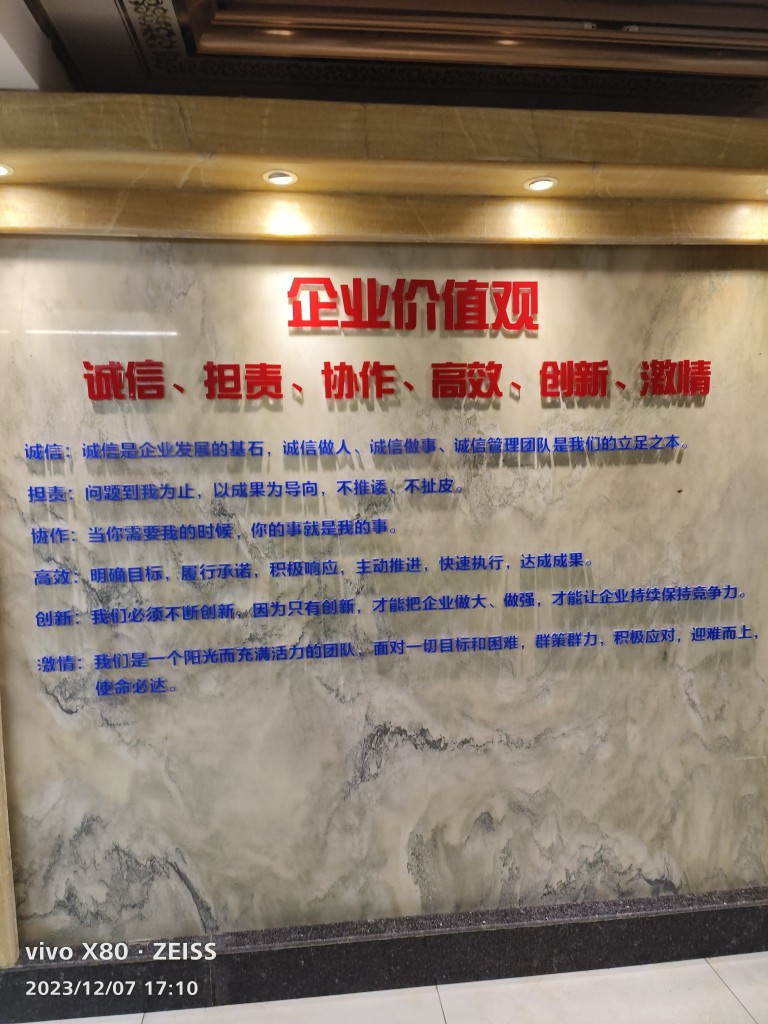 企业价值观
诚信、担责、协作、高效、创新、激情
诚信：诚信是企业发展的基石，诚信做人、诚信做事、诚信管理团队是我们的立足之本。
担责：问题到我为止，以成果为导向，不推诿、不扯皮。
协作：当你需要我的时候，你的事就是我的事。
高效：明确目标，履行承诺，积极响应，主动推进，快速执行，达成成果。
创新：我们必须不断创新，因为只有创新，才能把企业做大、做强，才能让企业持续保持竞争力。
激情：我们是一个阳光而充满活力的团队，面对一切目标和困难，群策群力，积极应对，迎难而上，
使命必达。
vivo X80 · ZEISS
2023/12/07 17:10